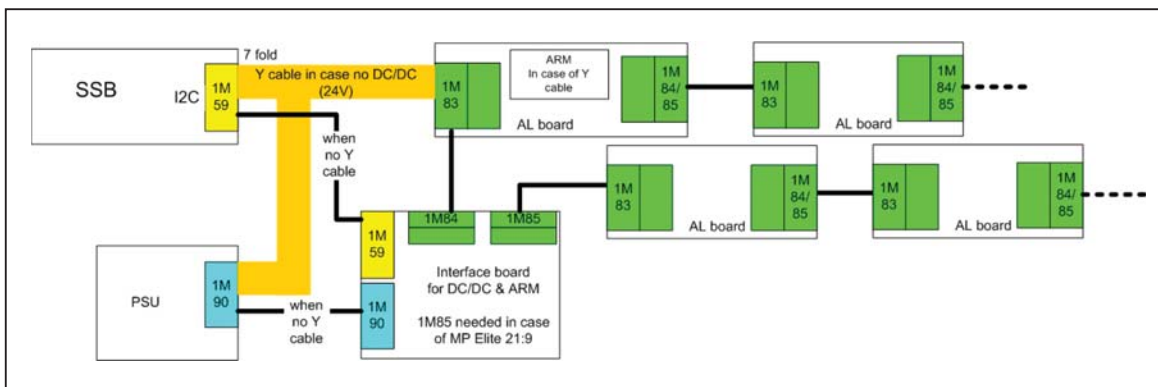 SSB
I2C
1M
59
7 fold
Y cable in case no DC/DC
(24V)
1M
83
ARM
In case of Y
cable
1M
84/
85
AL board
1M
83
1M
84/
85
AL board
when
no Y
cable
1M
83
1M
84/
85
AL board
1M
83
1M
84/
85
AL board
PSU
1M
90
when
no Y
cable
1M
59
1M84
1M85
1M
90
Interface board
for DC/DC & ARM
1M85 needed in case
of MP Elite 21:9